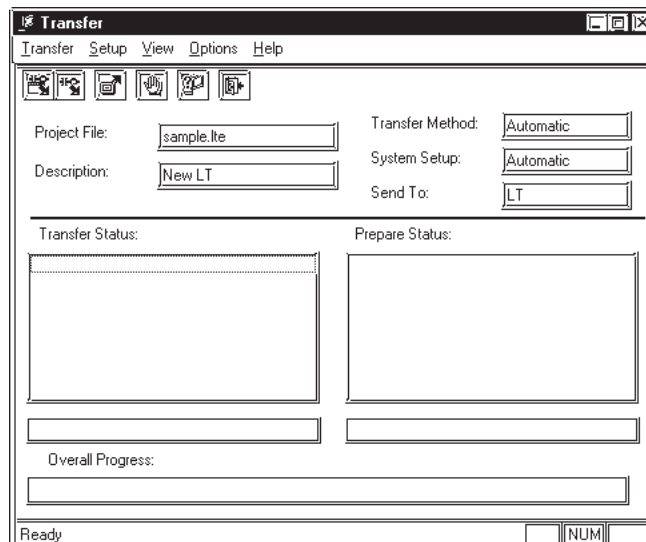 Transfer
Transfer Setup View Options Help
Project File: sample.lte
Description: New LT
Transfer Method: Automatic
System Setup: Automatic
Send To: LT
Transfer Status:
Prepare Status:
Overall Progress:
Ready
NUM